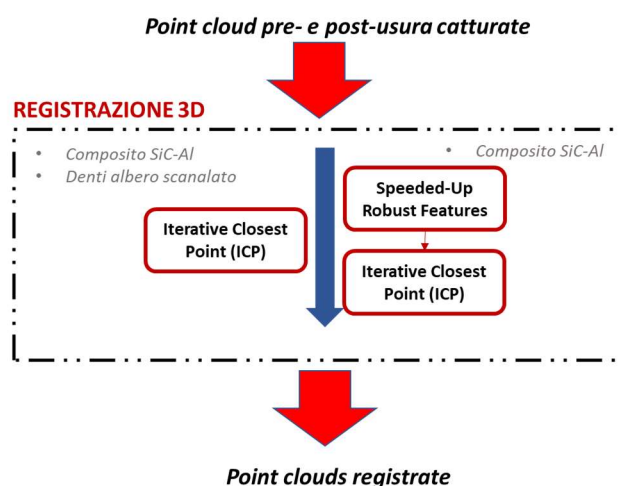 Point cloud pre- e post-usura catturate
REGISTRAZIONE 3D
• Composito SiC-Al
• Denti albero scanalato
• Composito SiC-Al
Iterative Closest
Point (ICP)
Speeded-Up
Robust Features
Iterative Closest
Point (ICP)
Point clouds registrate